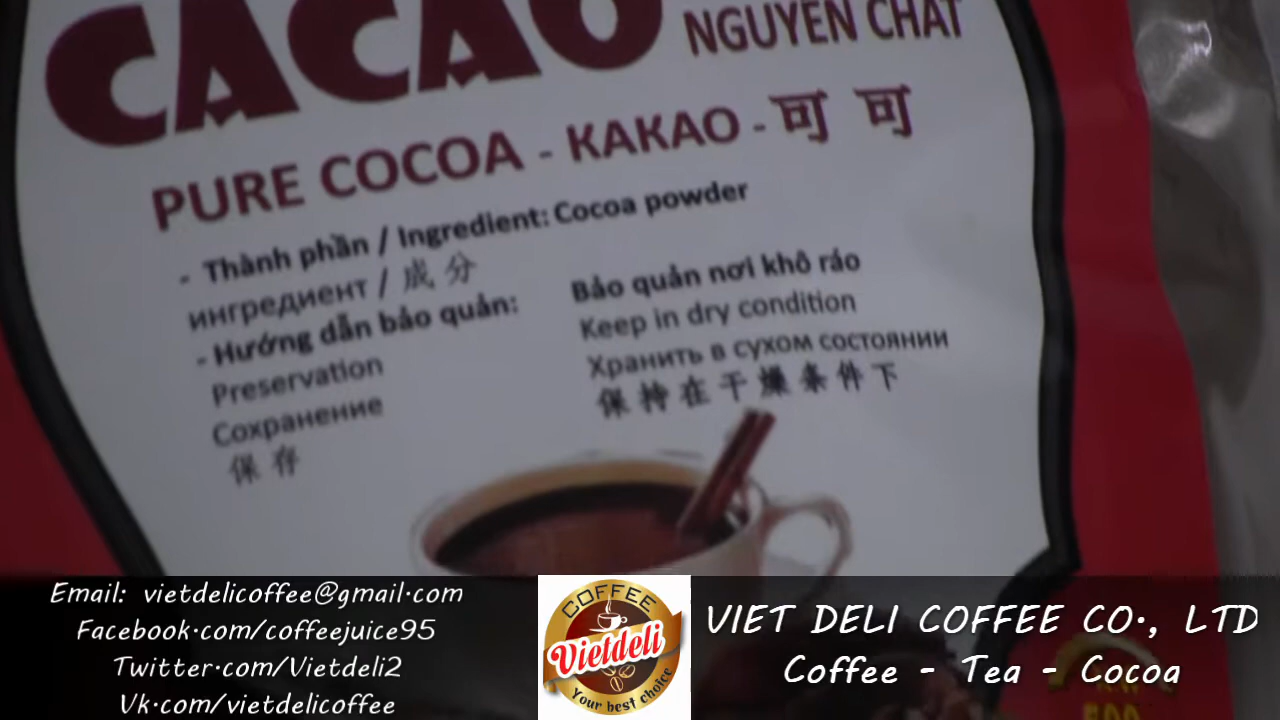 CACAO NGUYÊN CHẤT
PURE COCOA - KAKAO - 可可
- Thành phần / Ingredient: Cocoa powder
ингредиент / 成分
- Hướng dẫn bảo quản:
Preservation
Сохранение
保存
Bảo quản nơi khô ráo
Keep in dry condition
Хранить в сухом состоянии
保持在干燥条件下
Email: vietdelicoffee@gmail.com
Facebook.com/coffeejuice95
Twitter.com/Vietdeli2
Vk.com/vietdelicoffee
COFFEE
Vietdeli
Your best choice
VIET DELI COFFEE CO., LTD
Coffee - Tea - Cocoa